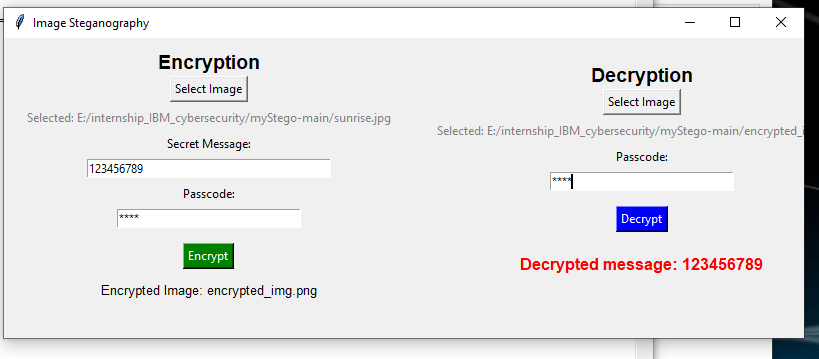 Image Steganography
Encryption
Select Image
Selected: E:/internship_IBM_cybersecurity/myStego-main/sunrise.jpg
Secret Message:
123456789
Passcode:
****
Encrypt
Encrypted Image: encrypted_img.png
Decryption
Select Image
Selected: E:/internship_IBM_cybersecurity/myStego-main/encrypted_i
Passcode:
****
Decrypt
Decrypted message: 123456789